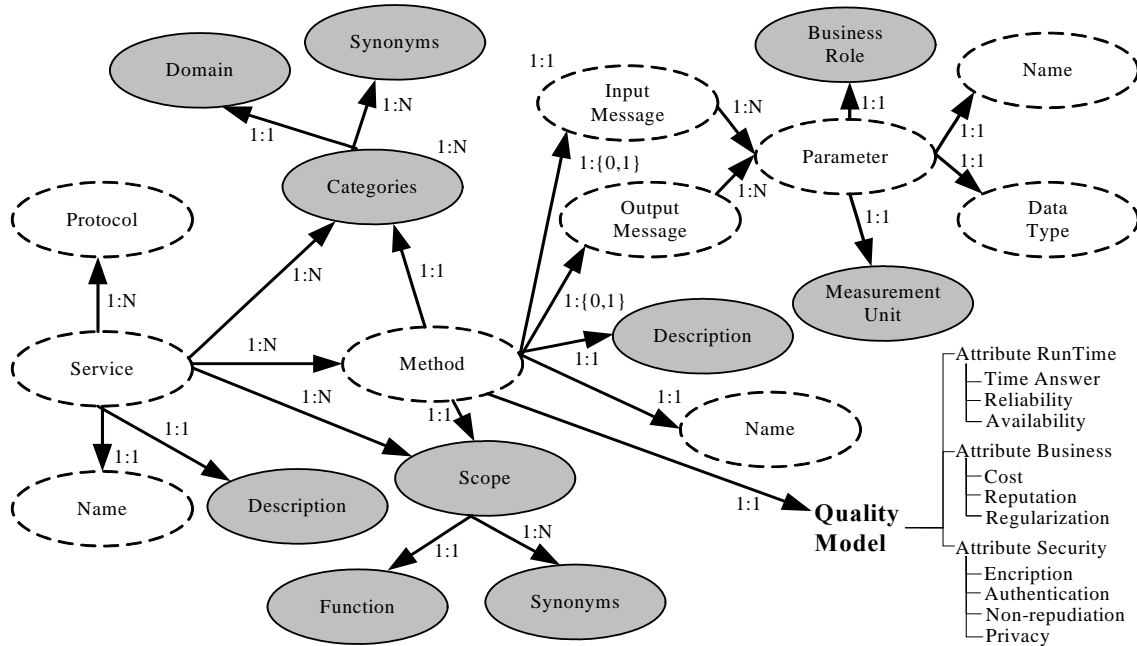 Synonyms
Domain
1:N
1:1
1:N
Categories
1:1
Input
Message
1:N
1:{0,1}
Output
Message
1:N
Business
Role
1:1
Name
1:1
Parameter
1:1
Data
Type
1:1
Measurement
Unit
Protocol
1:N
1:N
1:1
1:{0,1}
Service
1:N
Method
Description
1:1
1:N
1:1
1:1
Name
1:1
1:1
Name
Description
Scope
1:1
1:N
Function
Synonyms
1:1
Quality
Model
Attribute RunTime
Time Answer
Reliability
Availability
Attribute Business
Cost
Reputation
Regularization
Attribute Security
Encription
Authentication
Non-repudiation
Privacy